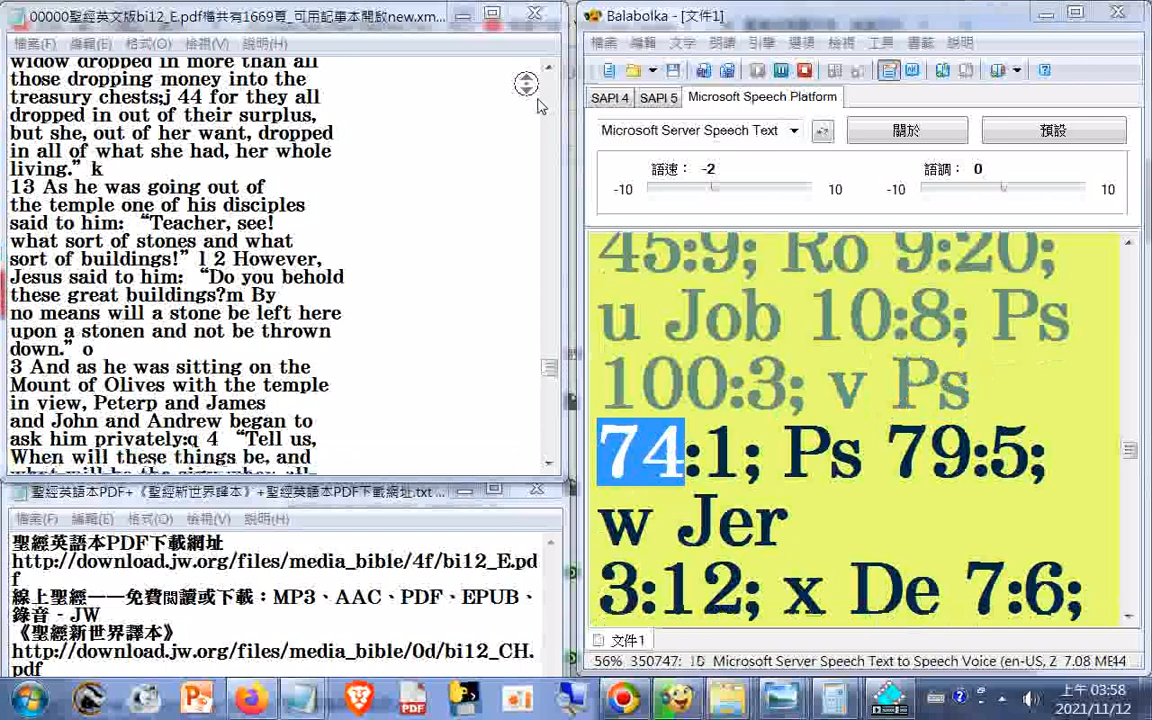 00000聖經英文版bi12_E.pdf檔共有1669頁_可用記事本開啟new.xm...
檔案(F) 編輯(E) 格式(O) 檢視(V) 說明(H)
widow dropped in more than all
those dropping money into the
treasury chests;j 44 for they all
dropped in out of their surplus,
but she, out of her want, dropped
in all of what she had, her whole
living.” k
13 As he was going out of
the temple one of his disciples
said to him: “Teacher, see!
what sort of stones and what
sort of buildings!” l 2 However,
Jesus said to him: “Do you behold
these great buildings?m By
no means will a stone be left here
upon a stonen and not be thrown
down.” o
3 And as he was sitting on the
Mount of Olives with the temple
in view, Peterp and James
and John and Andrew began to
ask him privately:q 4 “Tell us,
When will these things be, and
what will be the sign when all-
聖經英語本PDF+《聖經新世界譯本》+聖經英語本PDF下載網址.txt ...
檔案(F) 編輯(E) 格式(O) 檢視(V) 說明(H)
聖經英語本PDF下載網址
http://download.jw.org/files/media_bible/4f/bi12_E.pd
f
線上聖經——免費閱讀或下載：MP3、AAC、PDF、EPUB、
錄音 - JW
《聖經新世界譯本》
http://download.jw.org/files/media_bible/0d/bi12_CH.
pdf
Balabolka - [文件1]
檔案 編輯 文字 朗讀 引擎 選項 檢視 工具 書籤 說明
SAPI 4 SAPI 5 Microsoft Speech Platform
Microsoft Server Speech Text 關於 預設
語速： -2 語調： 0
-10 10 -10 10
45:9; Ro 9:20;
u Job 10:8; Ps
100:3; v Ps
74:1; Ps 79:5;
w Jer
3:12; x De 7:6;
文件1
56% 350747: Microsoft Server Speech Text to Speech Voice (en-US, Z 7.08 ME
PDF
上午 03:58
2021/11/12